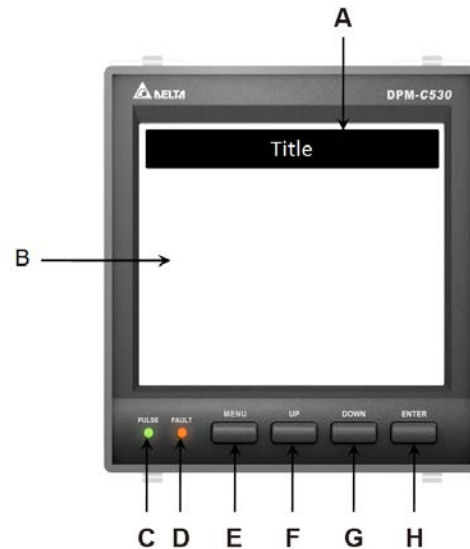 A
DELTA DPM-C530
Title
B
PULSE FAULT MENU UP DOWN ENTER
C D E F G H